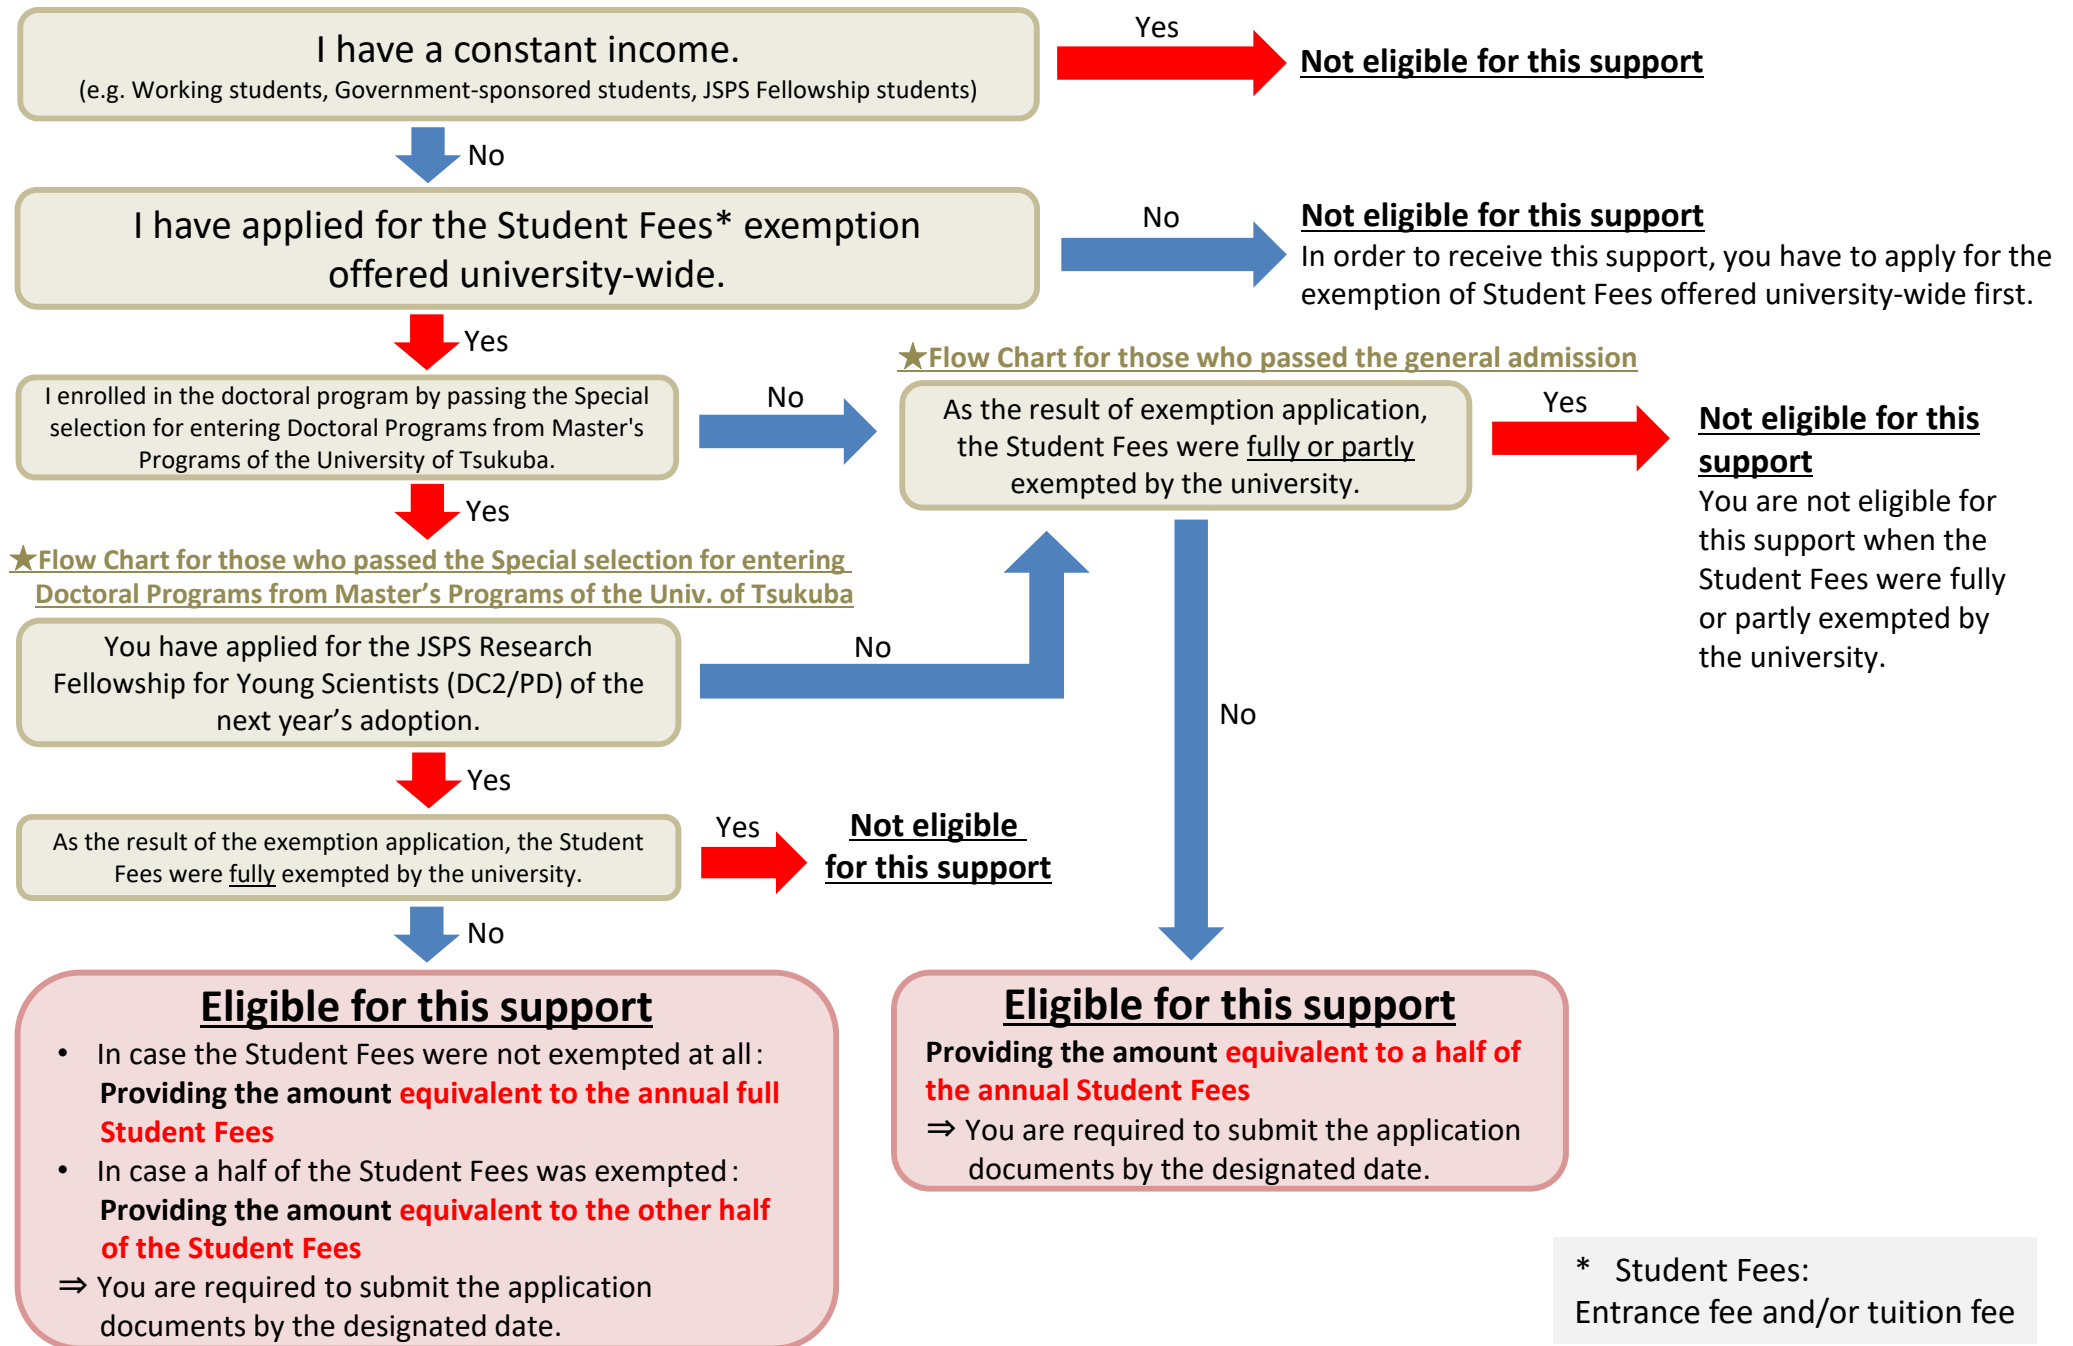 I have a constant income.
(e.g. Working students, Government-sponsored students, JSPS Fellowship students)
Yes
Not eligible for this support
No
I have applied for the Student Fees* exemption
offered university-wide.
No
Not eligible for this support
In order to receive this support, you have to apply for the
exemption of Student Fees offered university-wide first.
Yes
I enrolled in the doctoral program by passing the Special
selection for entering Doctoral Programs from Master's
Programs of the University of Tsukuba.
No
★Flow Chart for those who passed the general admission
As the result of exemption application,
the Student Fees were fully or partly
exempted by the university.
Yes
Not eligible for this
support
You are not eligible for
this support when the
Student Fees were fully
or partly exempted by
the university.
Yes
★Flow Chart for those who passed the Special selection for entering
Doctoral Programs from Master’s Programs of the Univ. of Tsukuba
You have applied for the JSPS Research
Fellowship for Young Scientists (DC2/PD) of the
next year’s adoption.
No
No
Yes
As the result of the exemption application, the Student
Fees were fully exempted by the university.
Yes
Not eligible
for this support
No
Eligible for this support
• In case the Student Fees were not exempted at all :
Providing the amount equivalent to the annual full
Student Fees
• In case a half of the Student Fees was exempted :
Providing the amount equivalent to the other half
of the Student Fees
⇒ You are required to submit the application
documents by the designated date.
Eligible for this support
Providing the amount equivalent to a half of
the annual Student Fees
⇒ You are required to submit the application
documents by the designated date.
* Student Fees:
Entrance fee and/or tuition fee